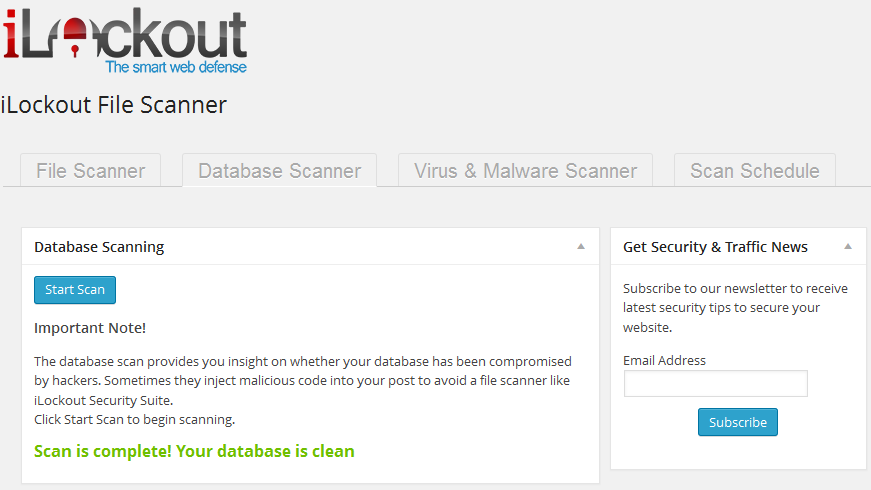 iLockout
The smart web defense
iLockout File Scanner
File Scanner
Database Scanner
Virus & Malware Scanner
Scan Schedule
Database Scanning
Start Scan
Important Note!
The database scan provides you insight on whether your database has been compromised
by hackers. Sometimes they inject malicious code into your post to avoid a file scanner like
iLockout Security Suite.
Click Start Scan to begin scanning.
Scan is complete! Your database is clean
Get Security & Traffic News
Subscribe to our newsletter to receive
latest security tips to secure your
website.
Email Address
Subscribe